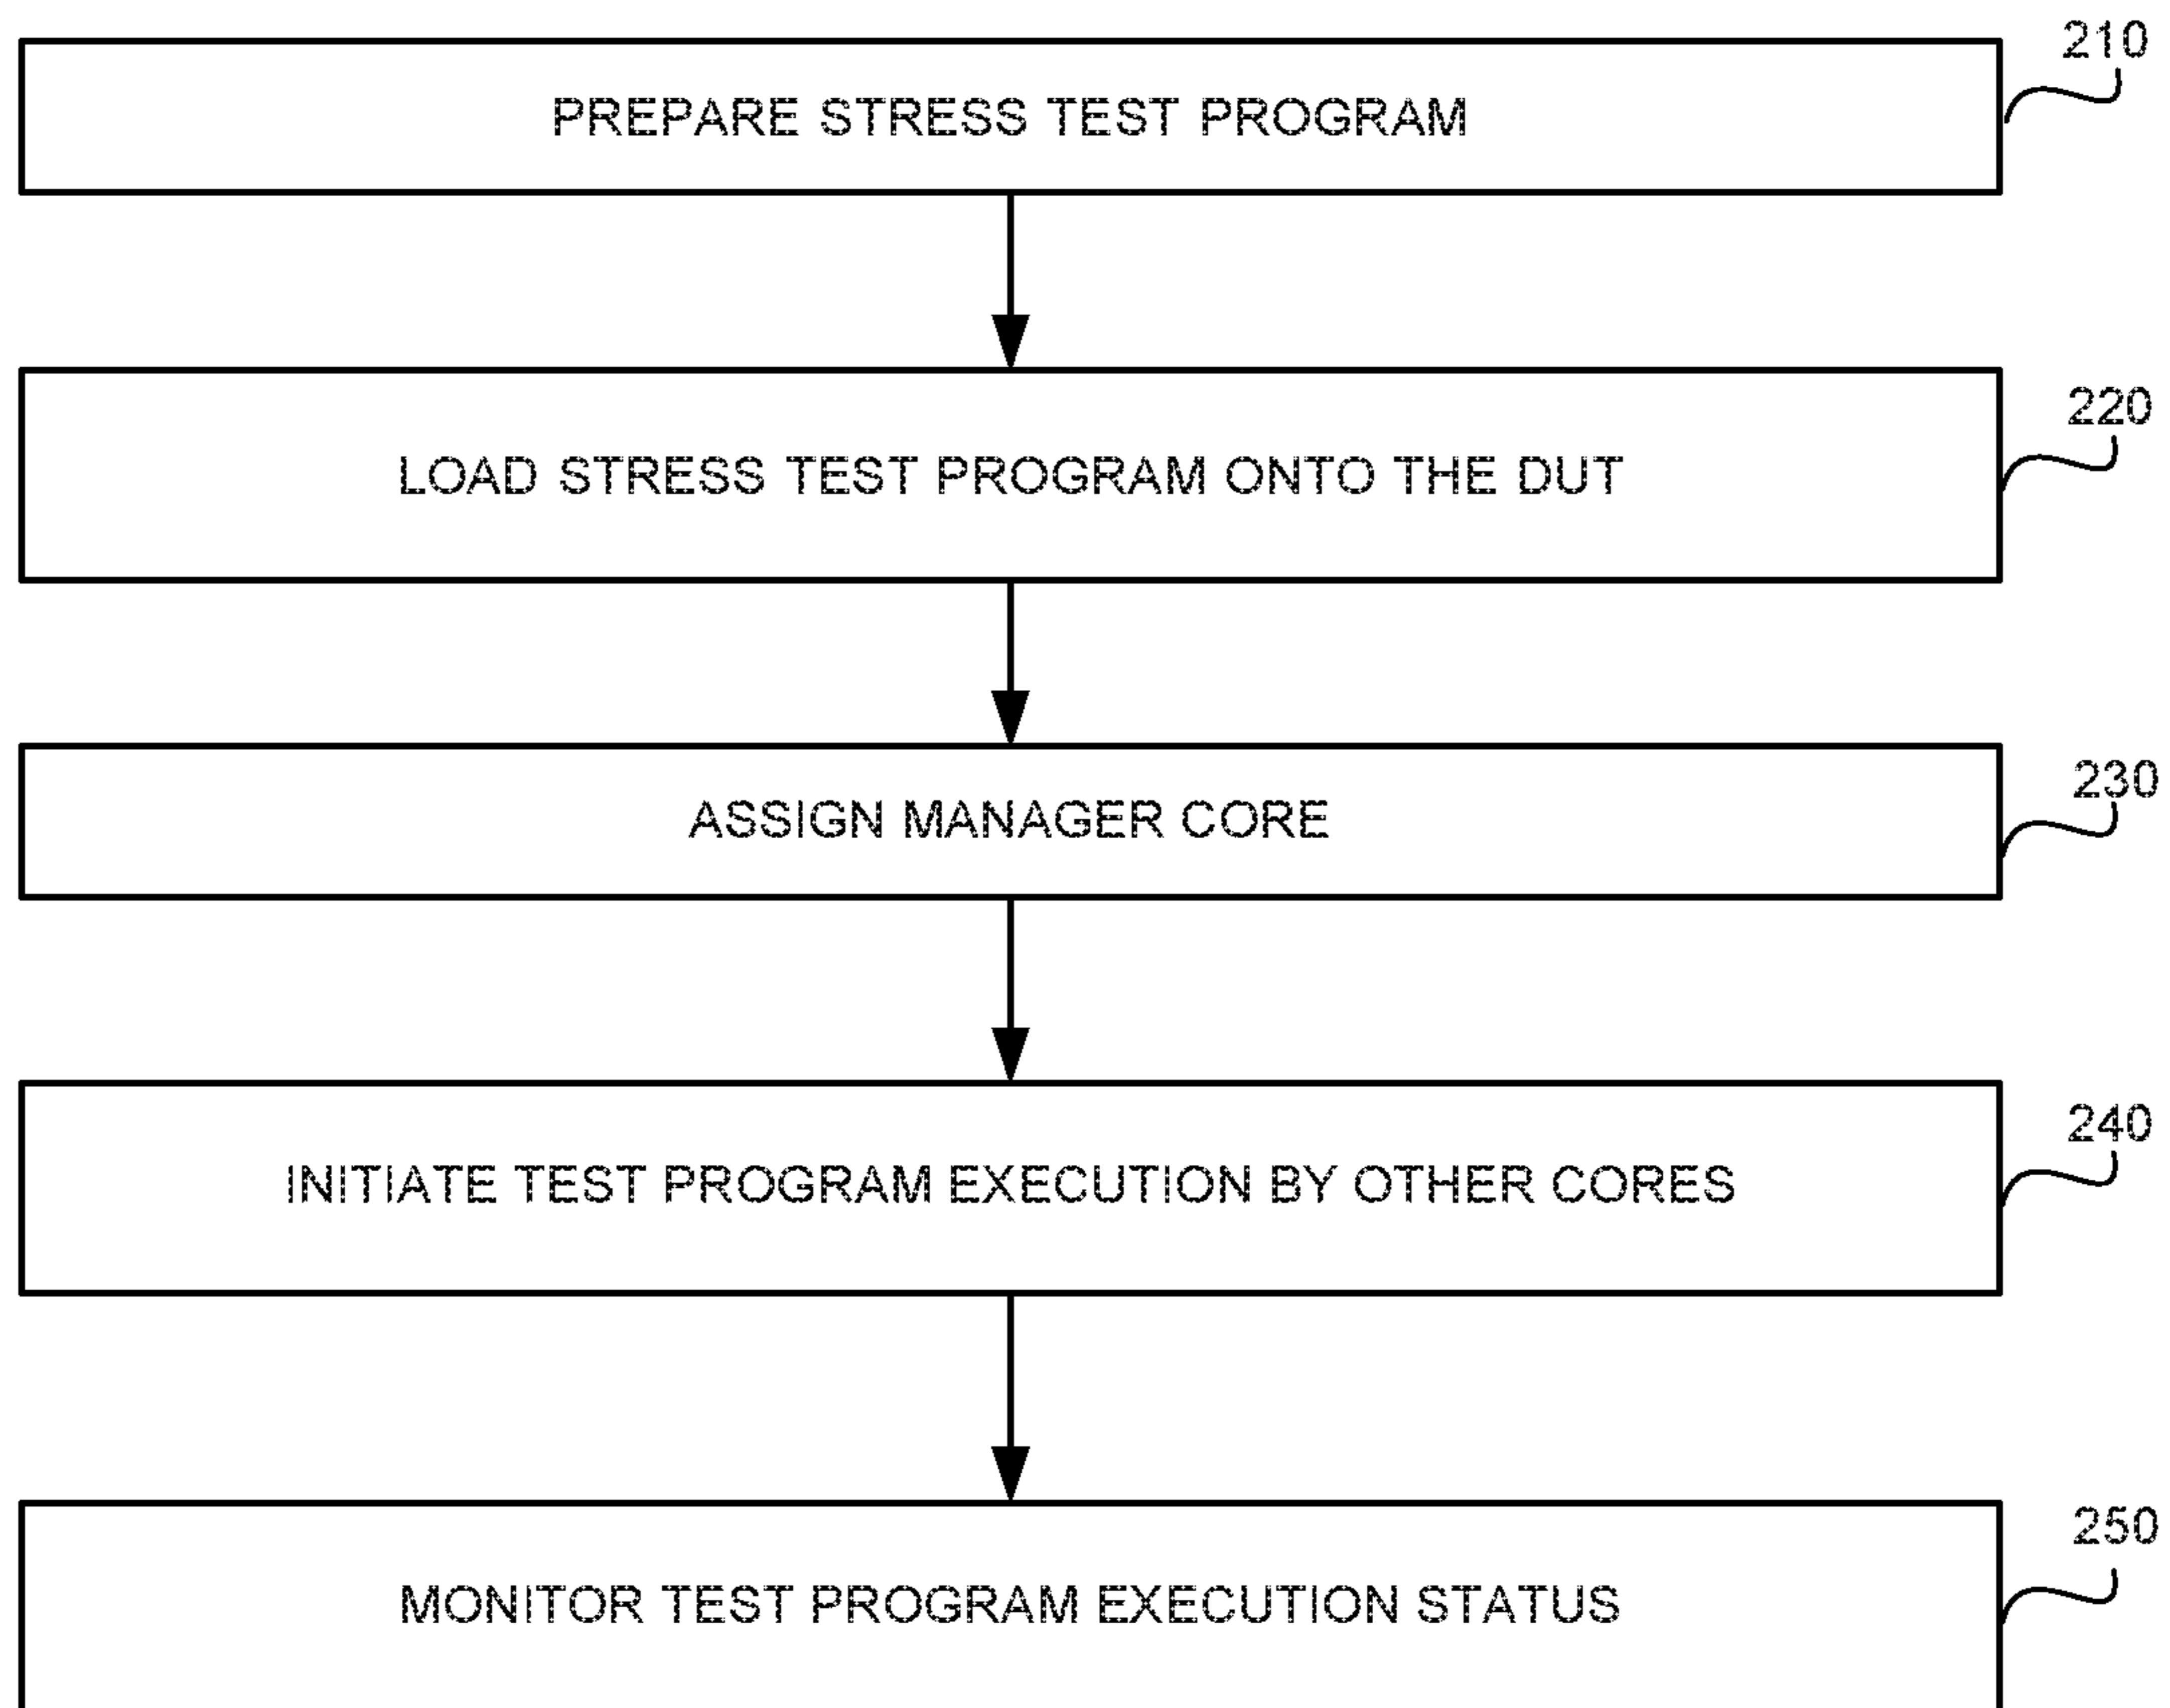 210
PREPARE STRESS TEST PROGRAM
220
LOAD STRESS TEST PROGRAM ONTO THE DUT
230
ASSIGN MANAGER CORE
240
INITIATE TEST PROGRAM EXECUTION BY OTHER CORES
250
MONITOR TEST PROGRAM EXECUTION STATUS